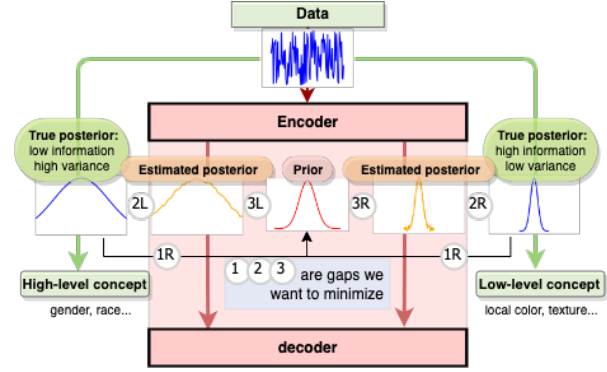 Data
Encoder
True posterior:
low information
high variance
True posterior:
high information
low variance
Estimated posterior
Prior
Estimated posterior
2L
3L
3R
2R
1R
1R
High-level concept
gender, race...
1 2 3 are gaps we
want to minimize
Low-level concept
local color, texture...
decoder